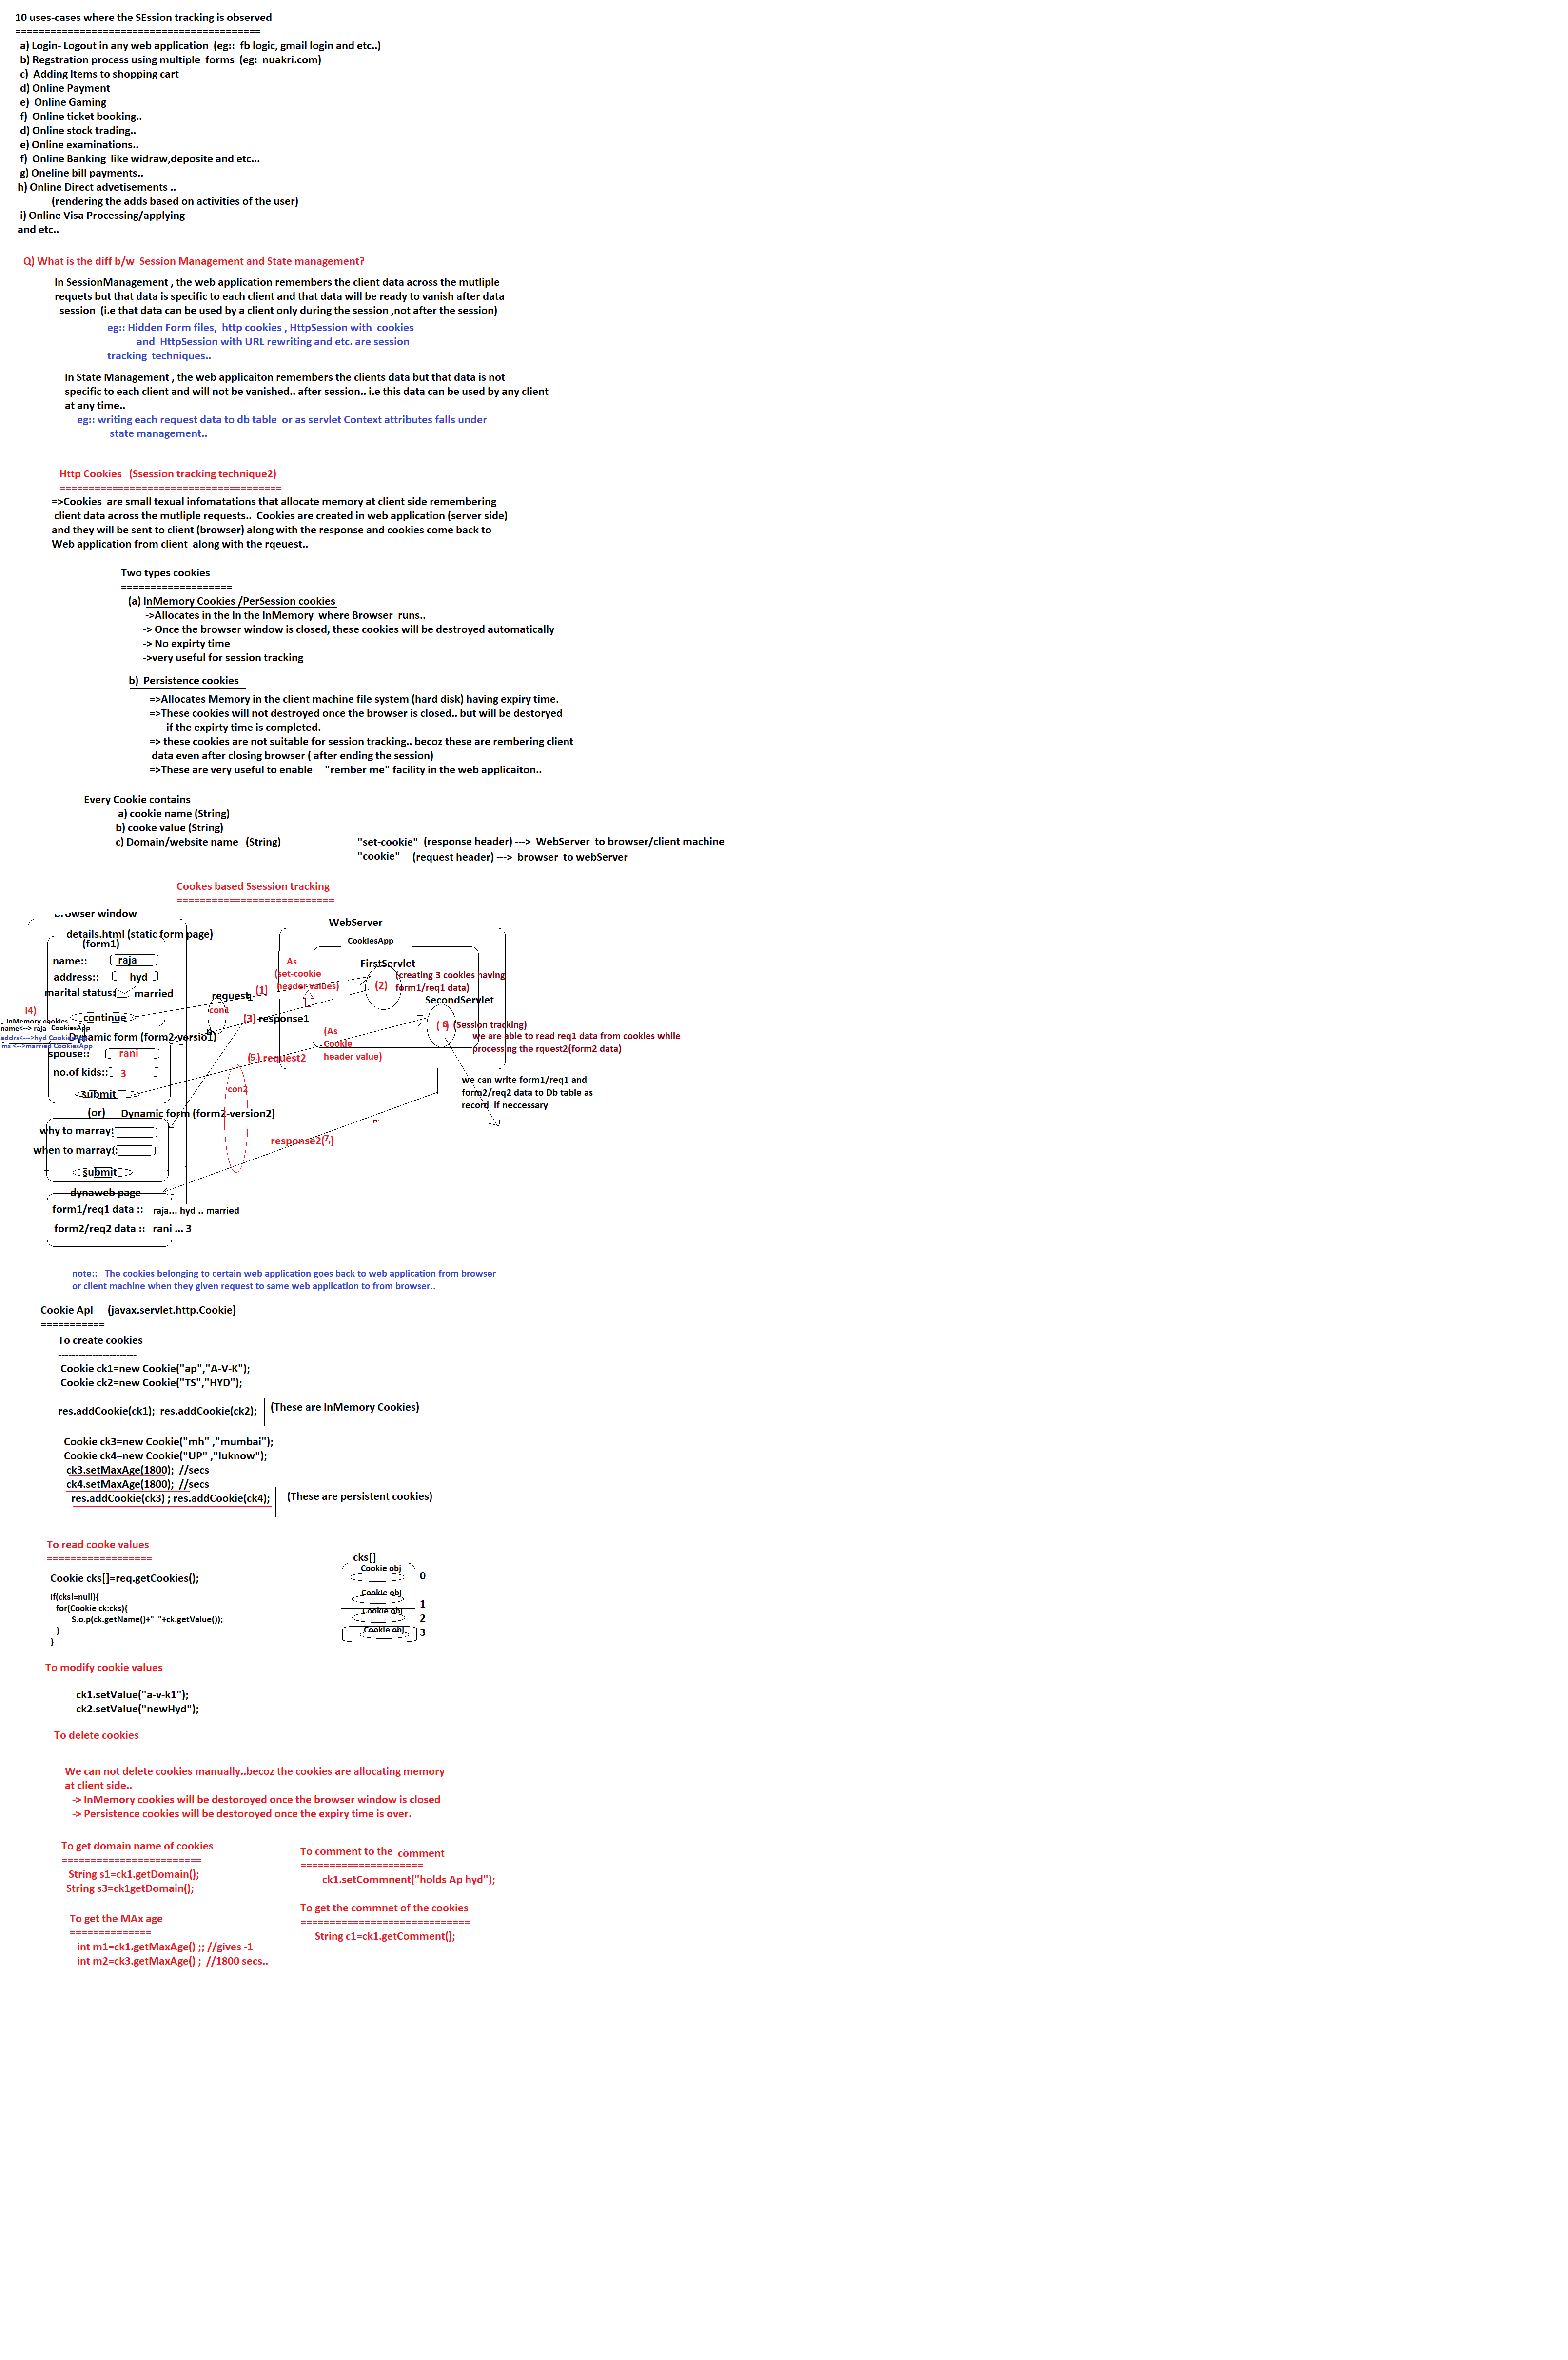 10 uses-cases where the SEssion tracking is observed
==========================================
a) Login- Logout in any web application (eg:: fb logic, gmail login and etc..)
b) Regstration process using multiple forms (eg: nuakri.com)
c) Adding Items to shopping cart
d) Online Payment
e) Online Gaming
f) Online ticket booking..
d) Online stock trading..
e) Online examinations..
f) Online Banking like widraw,deposite and etc...
g) Oneline bill payments..
h) Online Direct advetisements ..
(rendering the adds based on activities of the user)
i) Online Visa Processing/applying
and etc..
Q) What is the diff b/w Session Management and State management?
In SessionManagement , the web application remembers the client data across the mutliple
requets but that data is specific to each client and that data will be ready to vanish after data
session (i.e that data can be used by a client only during the session ,not after the session)
eg:: Hidden Form files, http cookies , HttpSession with cookies
and HttpSession with URL rewriting and etc. are session
tracking techniques..
In State Management , the web applicaiton remembers the clients data but that data is not
specific to each client and will not be vanished.. after session.. i.e this data can be used by any client
at any time..
eg:: writing each request data to db table or as servlet Context attributes falls under
state management..
Http Cookies (Ssession tracking technique2)
======================================
=>Cookies are small texual infomatations that allocate memory at client side remembering
client data across the mutliple requests.. Cookies are created in web application (server side)
and they will be sent to client (browser) along with the response and cookies come back to
Web application from client along with the rqeuest..
Two types cookies
===================
(a) InMemory Cookies /PerSession cookies
->Allocates in the In the InMemory where Browser runs..
-> Once the browser window is closed, these cookies will be destroyed automatically
-> No expirty time
->very useful for session tracking
b) Persistence cookies
=>Allocates Memory in the client machine file system (hard disk) having expiry time.
=>These cookies will not destroyed once the browser is closed.. but will be destoryed
if the expirty time is completed.
=> these cookies are not suitable for session tracking.. becoz these are rembering client
data even after closing browser ( after ending the session)
=>These are very useful to enable "rember me" facility in the web applicaiton..
Every Cookie contains
a) cookie name (String)
b) cooke value (String)
c) Domain/website name (String)
"set-cookie" (response header) ---> WebServer to browser/client machine
"cookie" (request header) ---> browser to webServer
Cookes based Ssession tracking
===========================
browser window
WebServer
details.html (static form page)
(form1)
CookiesApp
name:: raja
address:: hyd
marital status: married
continue
FirstServlet
As
(set-cookie
header values)
(creating 3 cookies having
form1/req1 data)
(2)
SecondServlet
request1
(1)
con1
(3) response1
InMemory cookies
name<--> raja CookiesApp
addrs<--->hyd
ms <-->married CookiesApp
(As
Cookie
header value)
(Session tracking)
we are able to read req1 data from cookies while
processing the rquest2(form2 data)
Dynamic form (form2-versio1)
spouse:: rani
no.of kids:: 3
submit
(5) request2
con2
we can write form1/req1 and
form2/req2 data to Db table as
record if neccessary
(or) Dynamic form (form2-version2)
why to marray:
when to marray::
submit
response2(7)
dynaweb page
form1/req1 data :: raja... hyd .. married
form2/req2 data :: rani ... 3
note:: The cookies belonging to certain web application goes back to web application from browser
or client machine when they given request to same web application to from browser..
Cookie ApI (javax.servlet.http.Cookie)
===========
To create cookies
-----------------------
Cookie ck1=new Cookie("ap","A-V-K");
Cookie ck2=new Cookie("TS","HYD");
res.addCookie(ck1); res.addCookie(ck2); (These are InMemory Cookies)
Cookie ck3=new Cookie("mh" ,"mumbai");
Cookie ck4=new Cookie("UP" ,"luknow");
ck3.setMaxAge(1800); //secs
ck4.setMaxAge(1800); //secs
res.addCookie(ck3) ; res.addCookie(ck4); (These are persistent cookies)
To read cooke values
==================
Cookie cks[]=req.getCookies();
if(cks!=null){
for(Cookie ck:cks){
S.o.p(ck.getName()+" "+ck.getValue());
}
}
cks[]
Cookie obj 0
Cookie obj 1
Cookie obj 2
Cookie obj 3
To modify cookie values
ck1.setValue("a-v-k1");
ck2.setValue("newHyd");
To delete cookies
----------------------------
We can not delete cookies manually..becoz the cookies are allocating memory
at client side..
-> InMemory cookies will be destoroyed once the browser window is closed
-> Persistence cookies will be destoroyed once the expiry time is over.
To get domain name of cookies
========================
String s1=ck1.getDomain();
String s3=ck1getDomain();
To get the MAx age
==============
int m1=ck1.getMaxAge() ;; //gives -1
int m2=ck3.getMaxAge() ; //1800 secs..
To comment to the comment
=====================
ck1.setCommnent("holds Ap hyd");
To get the commnet of the cookies
=============================
String c1=ck1.getComment();